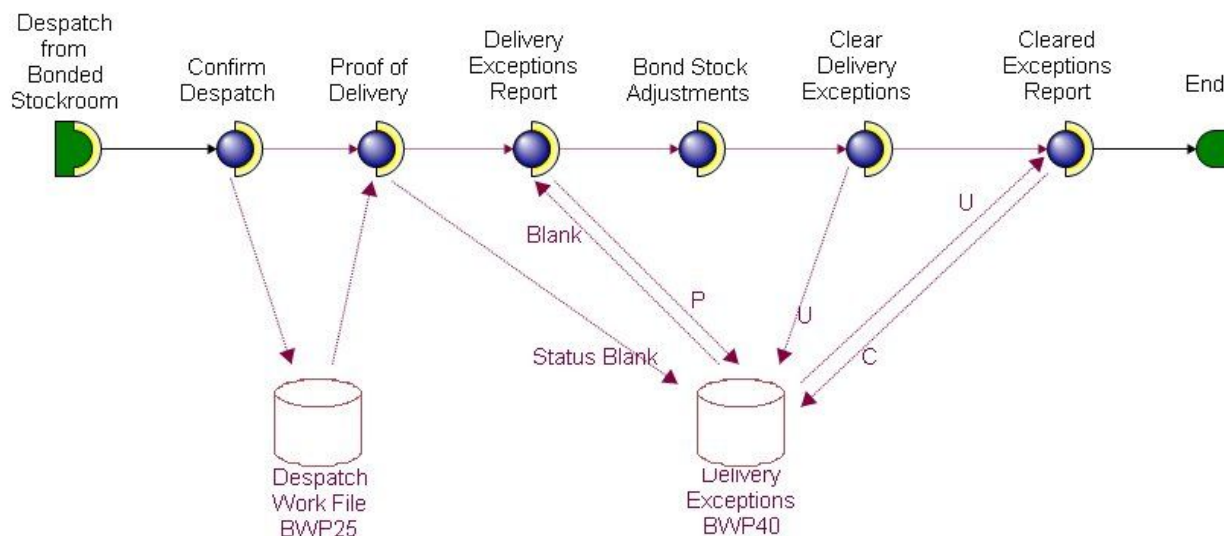 Despatch
from
Bonded
Stockroom
Confirm
Despatch
Proof of
Delivery
Delivery
Exceptions
Report
Bond Stock
Adjustments
Clear
Delivery
Exceptions
Cleared
Exceptions
Report
End
Blank
P
U
U
C
Status Blank
Despatch
Work File
BWP25
Delivery
Exceptions
BWP40